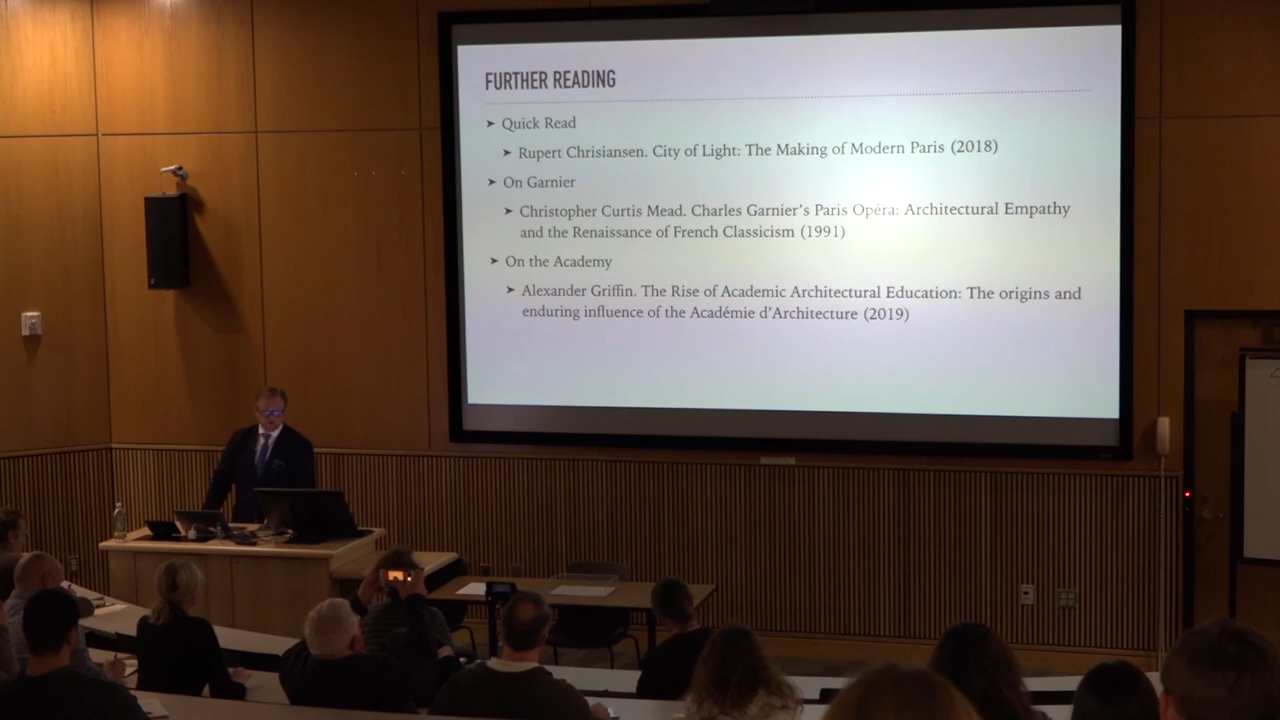 FURTHER READING
➤ Quick Read
➤ Rupert Chrisiansen. City of Light: The Making of Modern Paris (2018)
➤ On Garnier
➤ Christopher Curtis Mead. Charles Garnier's Paris Opéra: Architectural Empathy
and the Renaissance of French Classicism (1991)
➤ On the Academy
➤ Alexander Griffin. The Rise of Academic Architectural Education: The origins and
enduring influence of the Académie d'Architecture (2019)